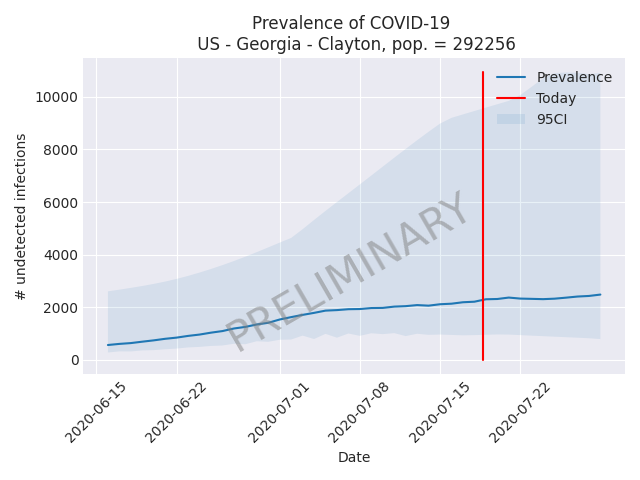 Prevalence of COVID-19
US - Georgia - Clayton, pop. = 292256
Prevalence
Today
95CI
10000
8000
6000
4000
2000
0
# undetected infections
PRELIMINARY
2020-06-15
2020-06-22
2020-07-01
2020-07-08
2020-07-15
2020-07-22
Date